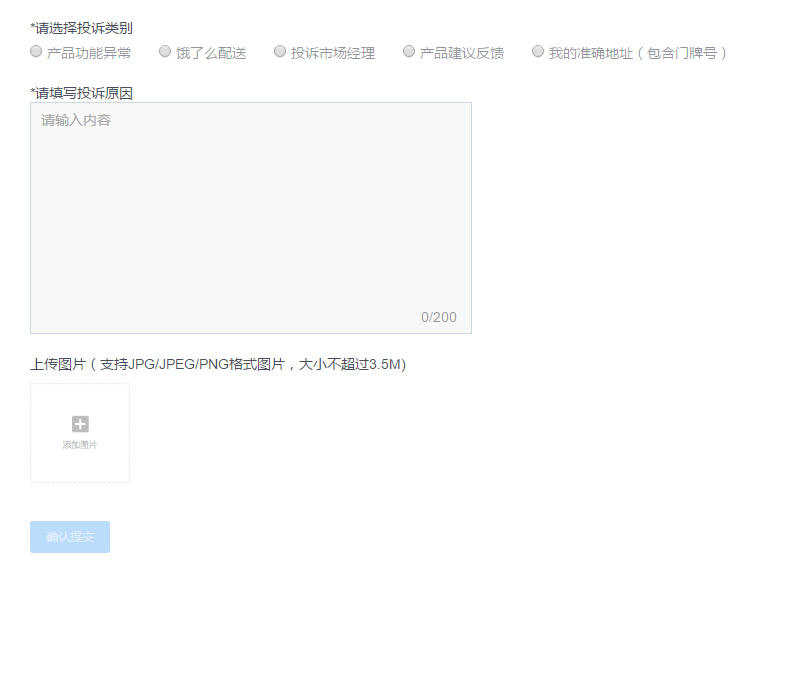 *请选择投诉类别
产品功能异常 饿了么配送 投诉市场经理 产品建议反馈 我的准确地址（包含门牌号）
*请填写投诉原因
请输入内容
0/200
上传图片（支持JPG/JPEG/PNG格式图片，大小不超过3.5M)
添加图片
确认提交